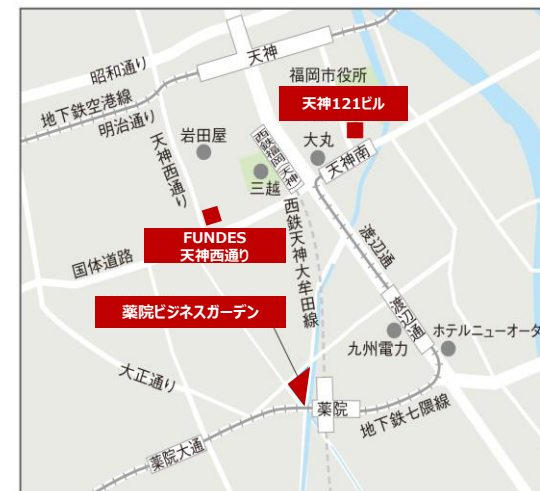 天神
昭和通り
福岡市役所
地下鉄空港線
明治通り
天神121ビル
岩田屋
大丸
西鉄福岡(天神)
天神南
三越
天神西通り
西鉄天神大牟田線
渡辺通
FUNDES
天神西通り
国体道路
薬院ビジネスガーデン
渡辺通
ホテルニューオータ
九州電力
大正通り
薬院
地下鉄七隈線
薬院大通